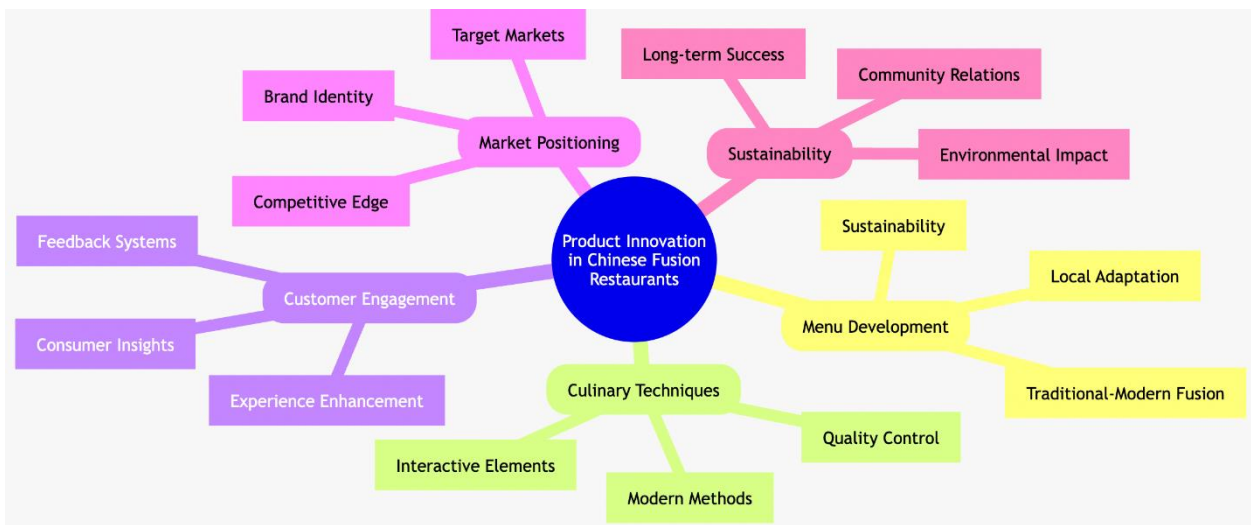 Target Markets
Brand Identity
Market Positioning
Competitive Edge
Long-term Success
Community Relations
Sustainability
Environmental Impact
Product Innovation
in Chinese Fusion
Restaurants
Feedback Systems
Customer Engagement
Consumer Insights
Experience Enhancement
Sustainability
Local Adaptation
Menu Development
Traditional-Modern Fusion
Culinary Techniques
Interactive Elements
Quality Control
Modern Methods